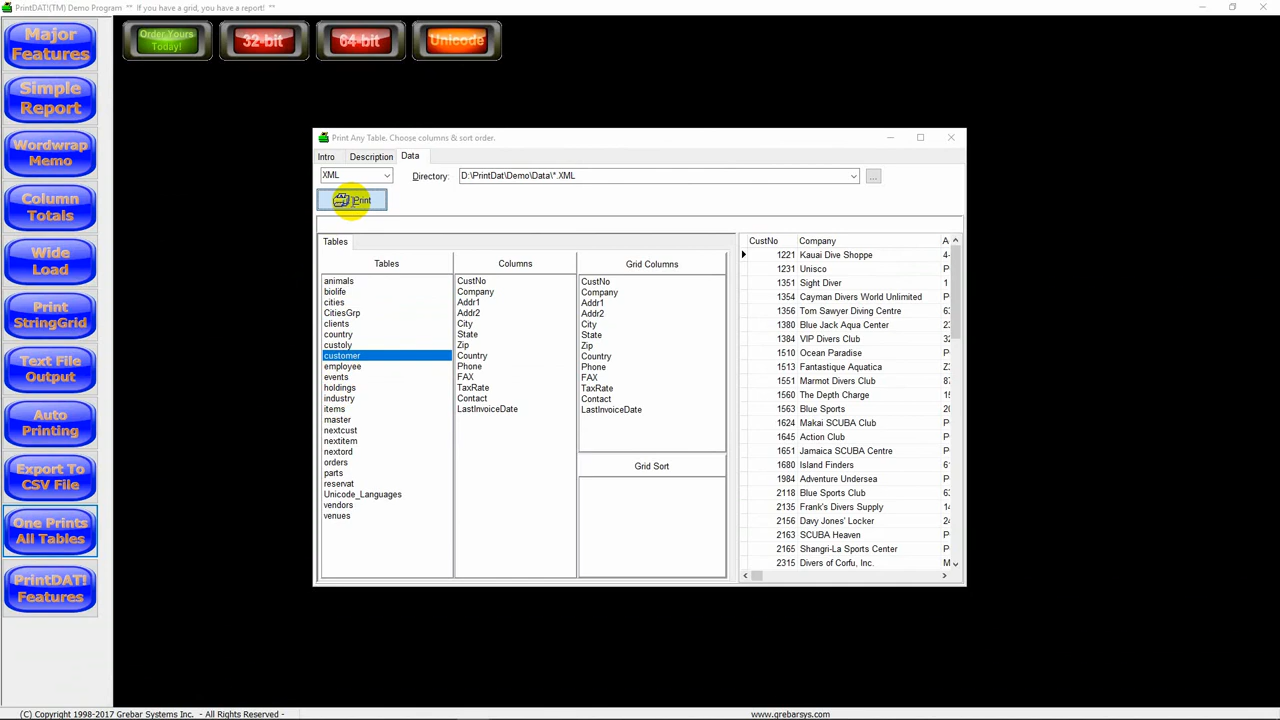 PrintDAT!(TM) Demo Program  ** If you have a grid, you have a report! **
Major
Features
Simple
Report
Wordwrap
Memo
Column
Totals
Wide
Load
Print
StringGrid
Text File
Output
Auto
Printing
Export To
CSV File
One Prints
All Tables
PrintDAT!
Features
Order Yours
Today!
32-bit
64-bit
Unicode
Print Any Table. Choose columns & sort order.
Intro Description Data
XML Directory: D:\PrintDat\Demo\Data\*.XML ...
Print
Tables
Tables
animals
biolife
cities
CitiesGrp
clients
country
custoly
customer
employee
events
holdings
industry
items
master
nextcust
nextitem
nextord
orders
parts
reservat
Unicode_Languages
vendors
venues
Columns
CustNo
Company
Addr1
Addr2
City
State
Zip
Country
Phone
FAX
TaxRate
Contact
LastInvoiceDate
Grid Columns
CustNo
Company
Addr1
Addr2
City
State
Zip
Country
Phone
FAX
TaxRate
Contact
LastInvoiceDate
Grid Sort
CustNo Company A
1221 Kauai Dive Shoppe 4-
1231 Unisco
1351 Sight Diver 1
1354 Cayman Divers World Unlimited
1356 Tom Sawyer Diving Centre
1380 Blue Jack Aqua Center
1384 VIP Divers Club
1510 Ocean Paradise
1513 Fantastique Aquatica
1551 Marmot Divers Club
1560 The Depth Charge
1563 Blue Sports
1624 Makai SCUBA Club
1645 Action Club
1651 Jamaica SCUBA Centre
1680 Island Finders
1984 Adventure Undersea
2118 Blue Sports Club
2135 Frank's Divers Supply
2156 Davy Jones' Locker
2163 SCUBA Heaven
2165 Shangri-La Sports Center
2315 Divers of Corfu, Inc.
(C) Copyright 1998-2017 Grebar Systems Inc. - All Rights Reserved - www.grebarsys.com